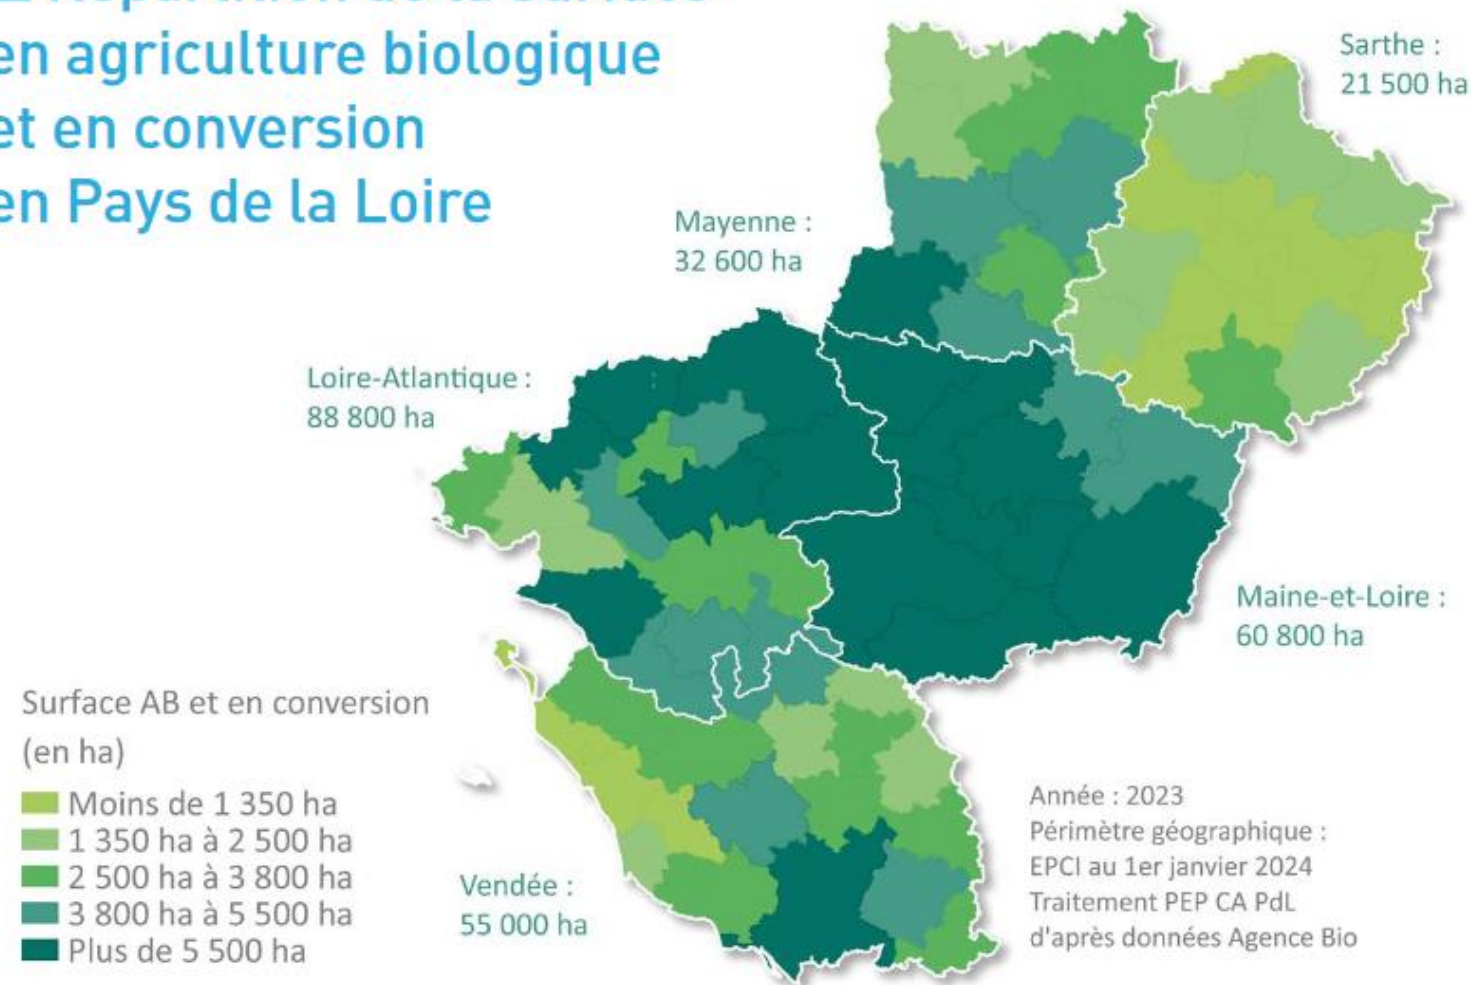 Répartition de la surface
en agriculture biologique
et en conversion
en Pays de la Loire
Sarthe :
21 500 ha
Mayenne :
32 600 ha
Loire-Atlantique :
88 800 ha
:
Maine-et-Loire :
60 800 ha
Vendée :
55 000 ha
Surface AB et en conversion
(en ha)
Moins de 1 350 ha
1 350 ha à 2 500 ha
2 500 ha à 3 800 ha
3 800 ha à 5 500 ha
Plus de 5 500 ha
Année : 2023
Périmètre géographique :
EPCI au 1er janvier 2024
Traitement PEP CA PdL
d'après données Agence Bio